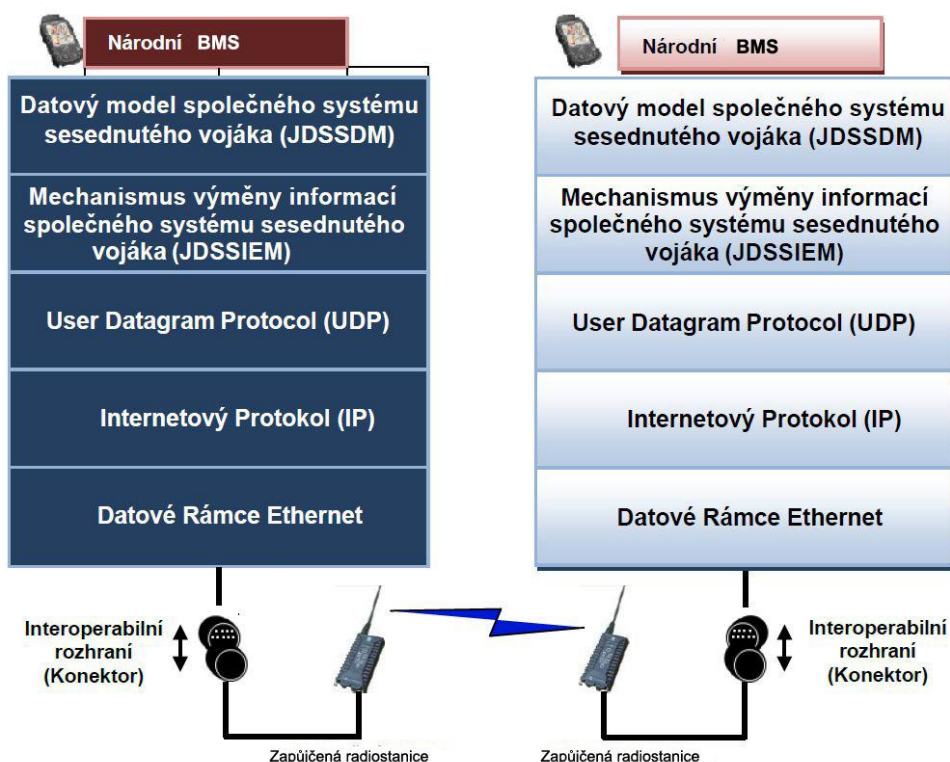 Národní BMS
Datový model společného systému
sesednutého vojáka (JDSSDM)
Mechanismus výměny informací
společného systému sesednutého
vojáka (JDSSIEM)
User Datagram Protocol (UDP)
Internetový Protokol (IP)
Datové Rámce Ethernet
Interoperabilní
rozhraní
(Konektor)
Zapůjčená radiostanice
Národní BMS
Datový model společného systému
sesednutého vojáka (JDSSDM)
Mechanismus výměny informací
společného systému sesednutého
vojáka (JDSSIEM)
User Datagram Protocol (UDP)
Internetový Protokol (IP)
Datové Rámce Ethernet
Interoperabilní
rozhraní
(Konektor)
Zapůjčená radiostanice